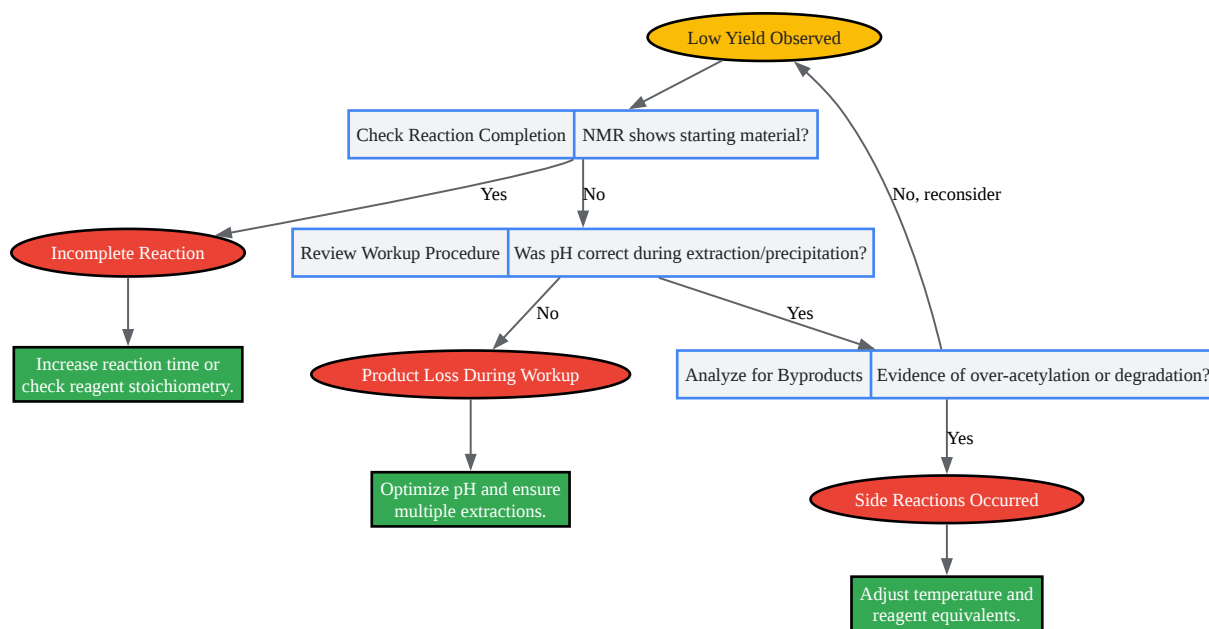 Low Yield Observed
Check Reaction Completion
NMR shows starting material?
Yes
No
No, reconsider
Incomplete Reaction
Review Workup Procedure
Was pH correct during extraction/precipitation?
No
Yes
Increase reaction time or
check reagent stoichiometry.
Product Loss During Workup
Analyze for Byproducts
Evidence of over-acetylation or degradation?
Yes
Optimize pH and ensure
multiple extractions.
Side Reactions Occurred
Adjust temperature and
reagent equivalents.